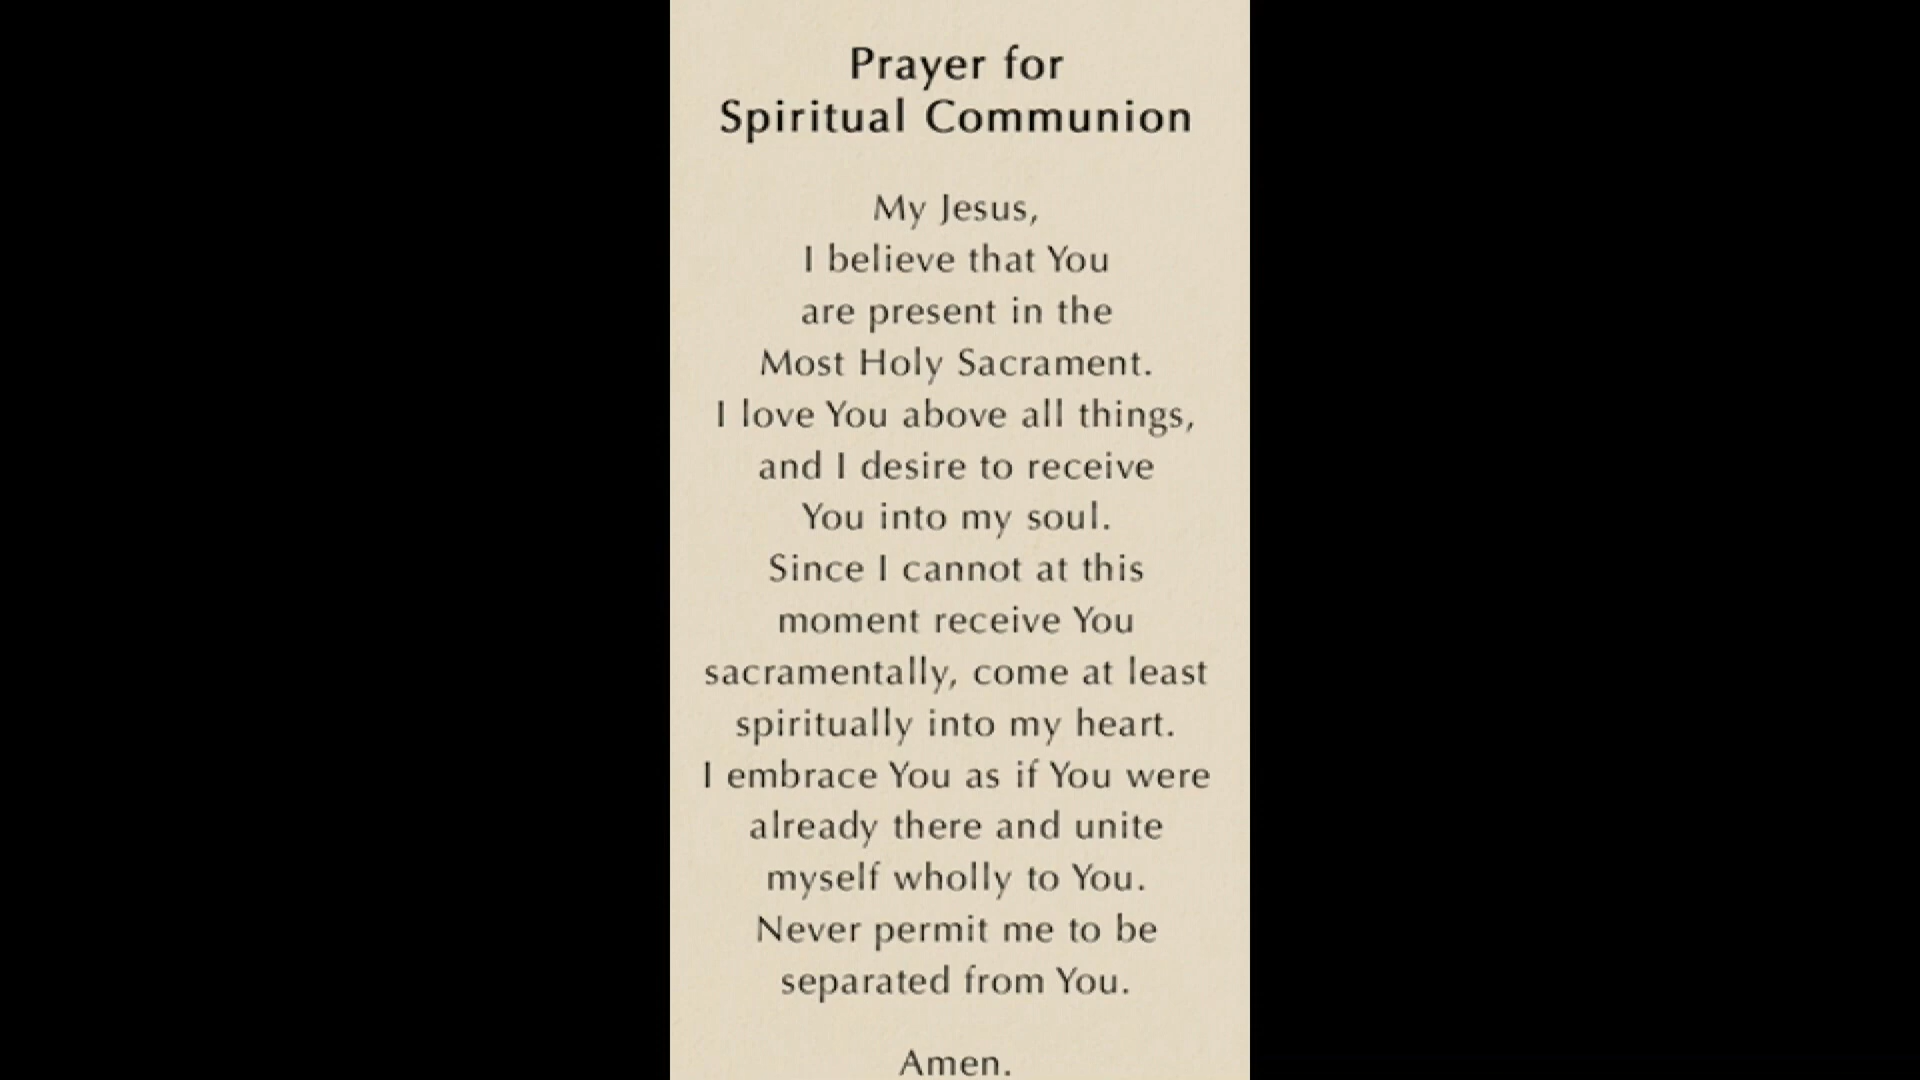 Prayer for
Spiritual Communion
My Jesus,
I believe that You
are present in the
Most Holy Sacrament.
I love You above all things,
and I desire to receive
You into my soul.
Since I cannot at this
moment receive You
sacramentally, come at least
spiritually into my heart.
I embrace You as if You were
already there and unite
myself wholly to You.
Never permit me to be
separated from You.
Amen.